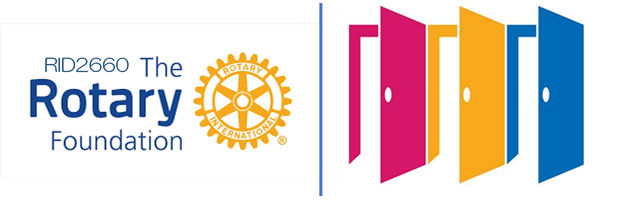 RID2660 The
Rotary
Foundation
ROTARY
INTERNATIONAL
®